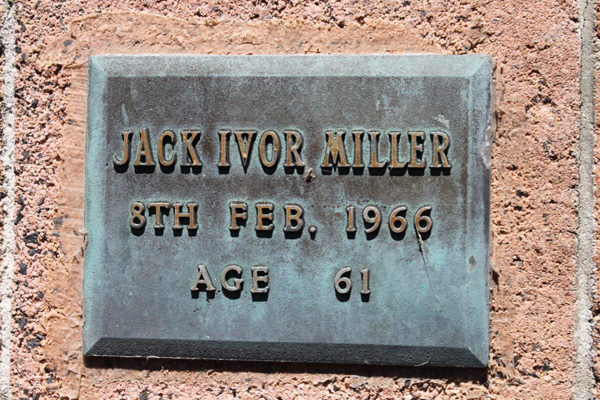 JACK IVOR MILLER
8TH FEB. 1966
AGE 61